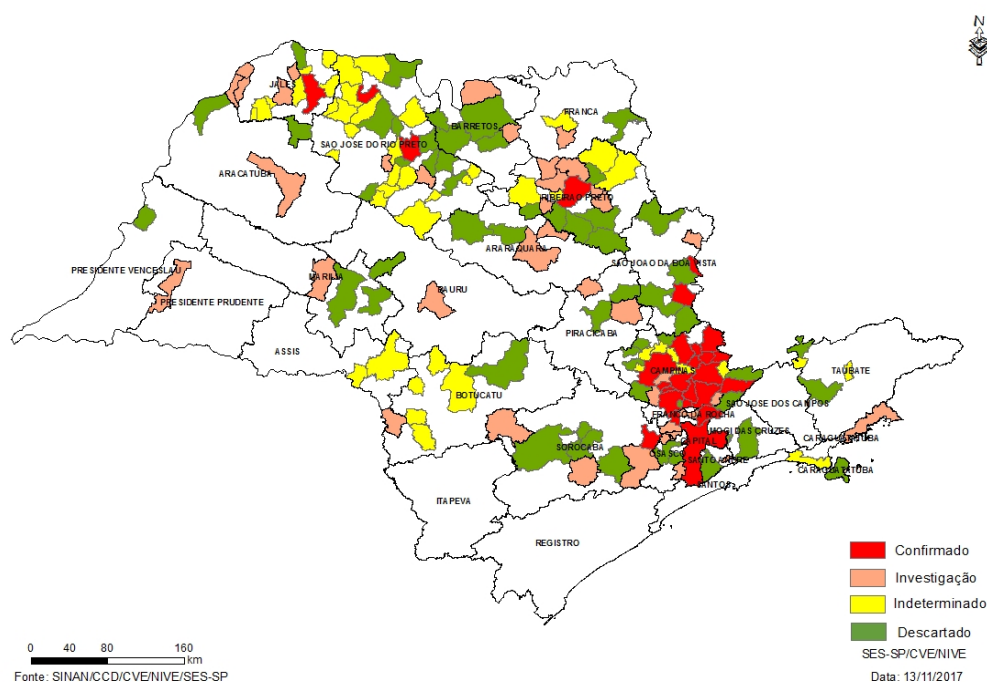 N
JALES
FRANCA
BARRETOS
SAO JOSE DO RIO PRETO
ARACATUBA
RIBEIRAO PRETO
ARARAQUARA
SAO JOAO DA BOA VISTA
PRESIDENTE VENCESLAU
MARILIA
PRESIDENTE PRUDENTE
BAURU
PIRACICABA
ASSIS
CAMPINAS
TAUBATE
BOTUCATU
SAO JOSE DOS CAMPOS
FRANCO DA ROCHA
MOGI DAS CRUZES
CAPITAL
CARAGUATATUBA
SOROCABA
OSASCO
SANTO ANDRE
CARAGUATATUBA
SANTOS
ITAPEVA
REGISTRO
Confirmado
Investigação
Indeterminado
Descartado
SES-SP/CVE/NIVE
0 40 80 160
km
Fonte: SINAN/CCD/CVE/NIVE/SES-SP
Data: 13/11/2017